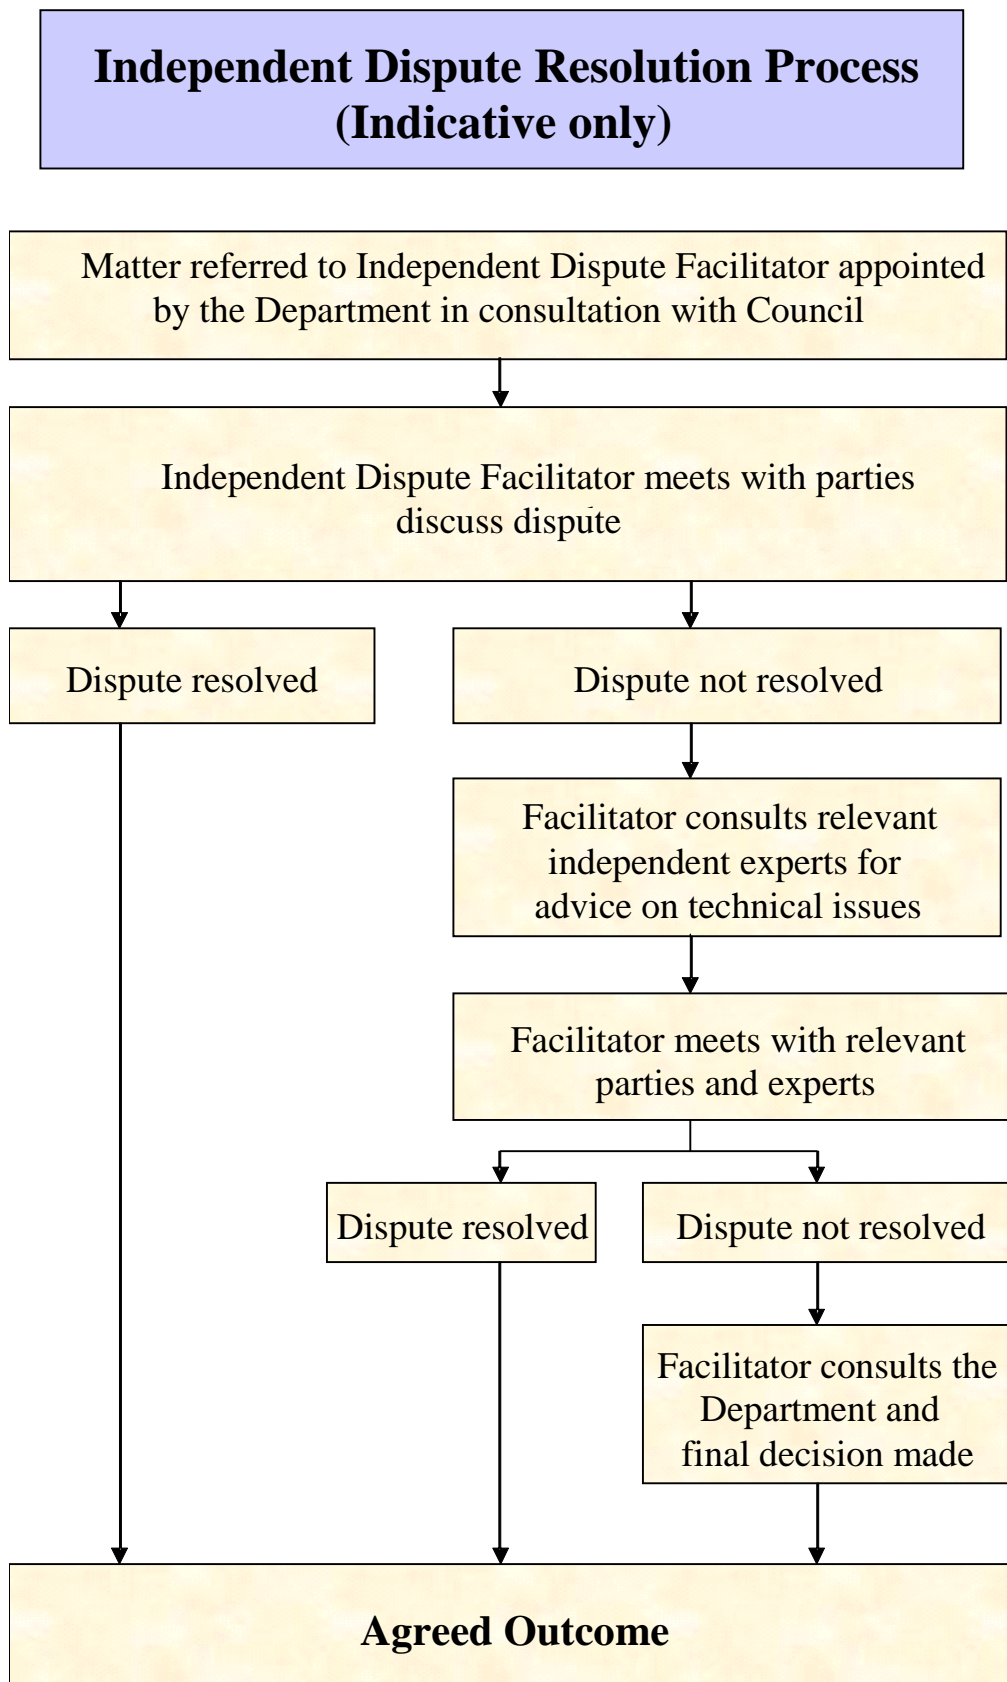 Independent Dispute Resolution Process
(Indicative only)
Matter referred to Independent Dispute Facilitator appointed
by the Department in consultation with Council
Independent Dispute Facilitator meets with parties
discuss dispute
Dispute resolved
Dispute not resolved
Facilitator consults relevant
independent experts for
advice on technical issues
Facilitator meets with relevant
parties and experts
Dispute resolved
Dispute not resolved
Facilitator consults the
Department and
final decision made
Agreed Outcome